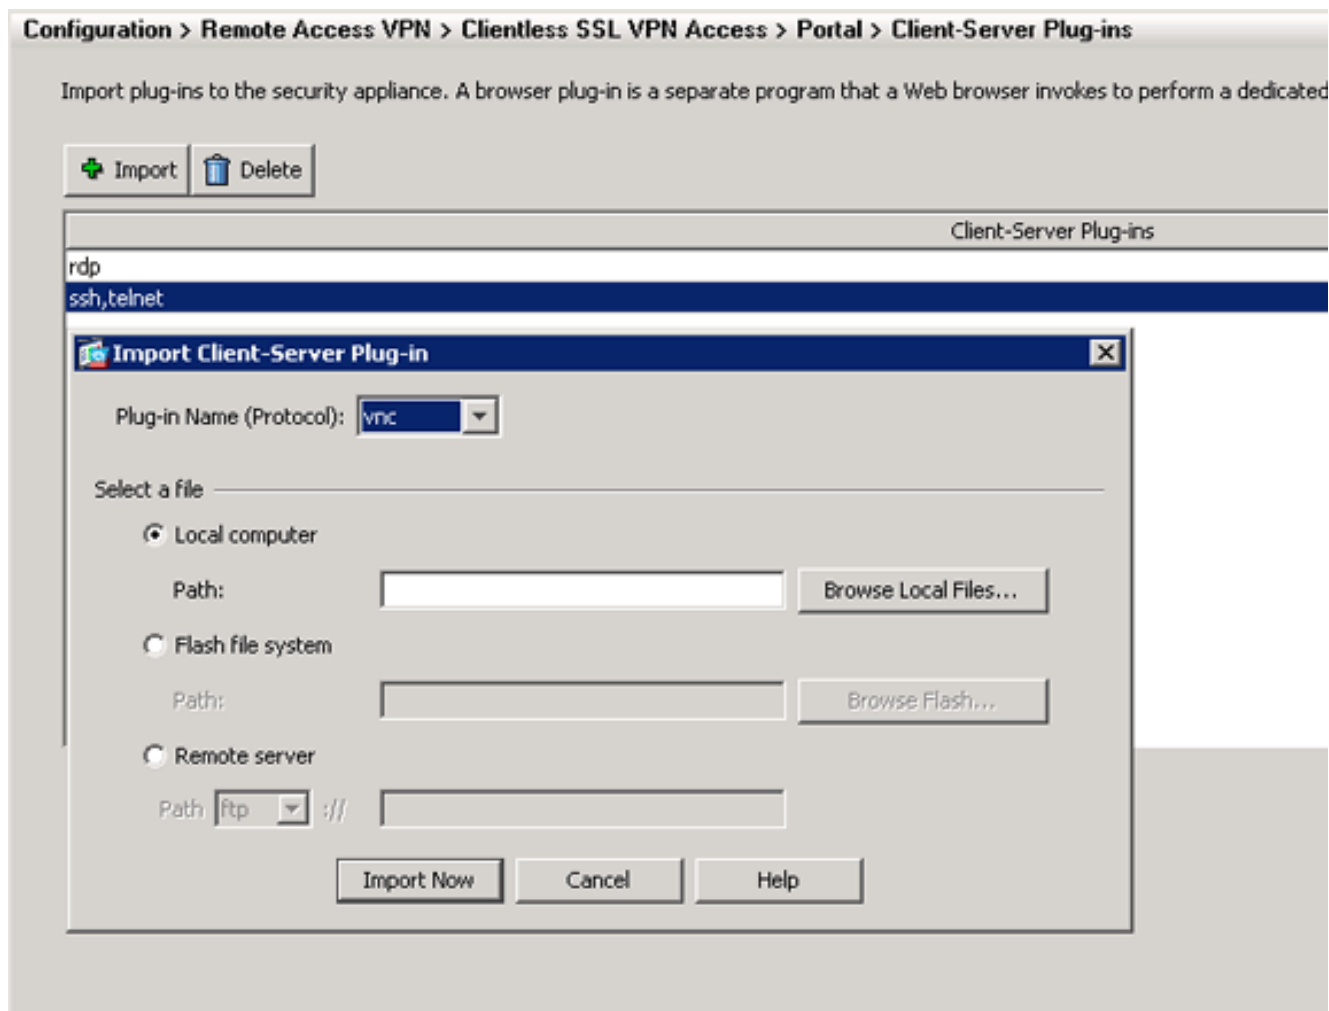 Configuration > Remote Access VPN > Clientless SSL VPN Access > Portal > Client-Server Plug-ins
Import plug-ins to the security appliance. A browser plug-in is a separate program that a Web browser invokes to perform a dedicated
Import Delete
Client-Server Plug-ins
rdp
ssh,telnet
Import Client-Server Plug-in
Plug-in Name (Protocol): vnc
Select a file
Local computer
Path: Browse Local Files...
Flash file system
Path: Browse Flash...
Remote server
Path ftp ://
Import Now Cancel Help